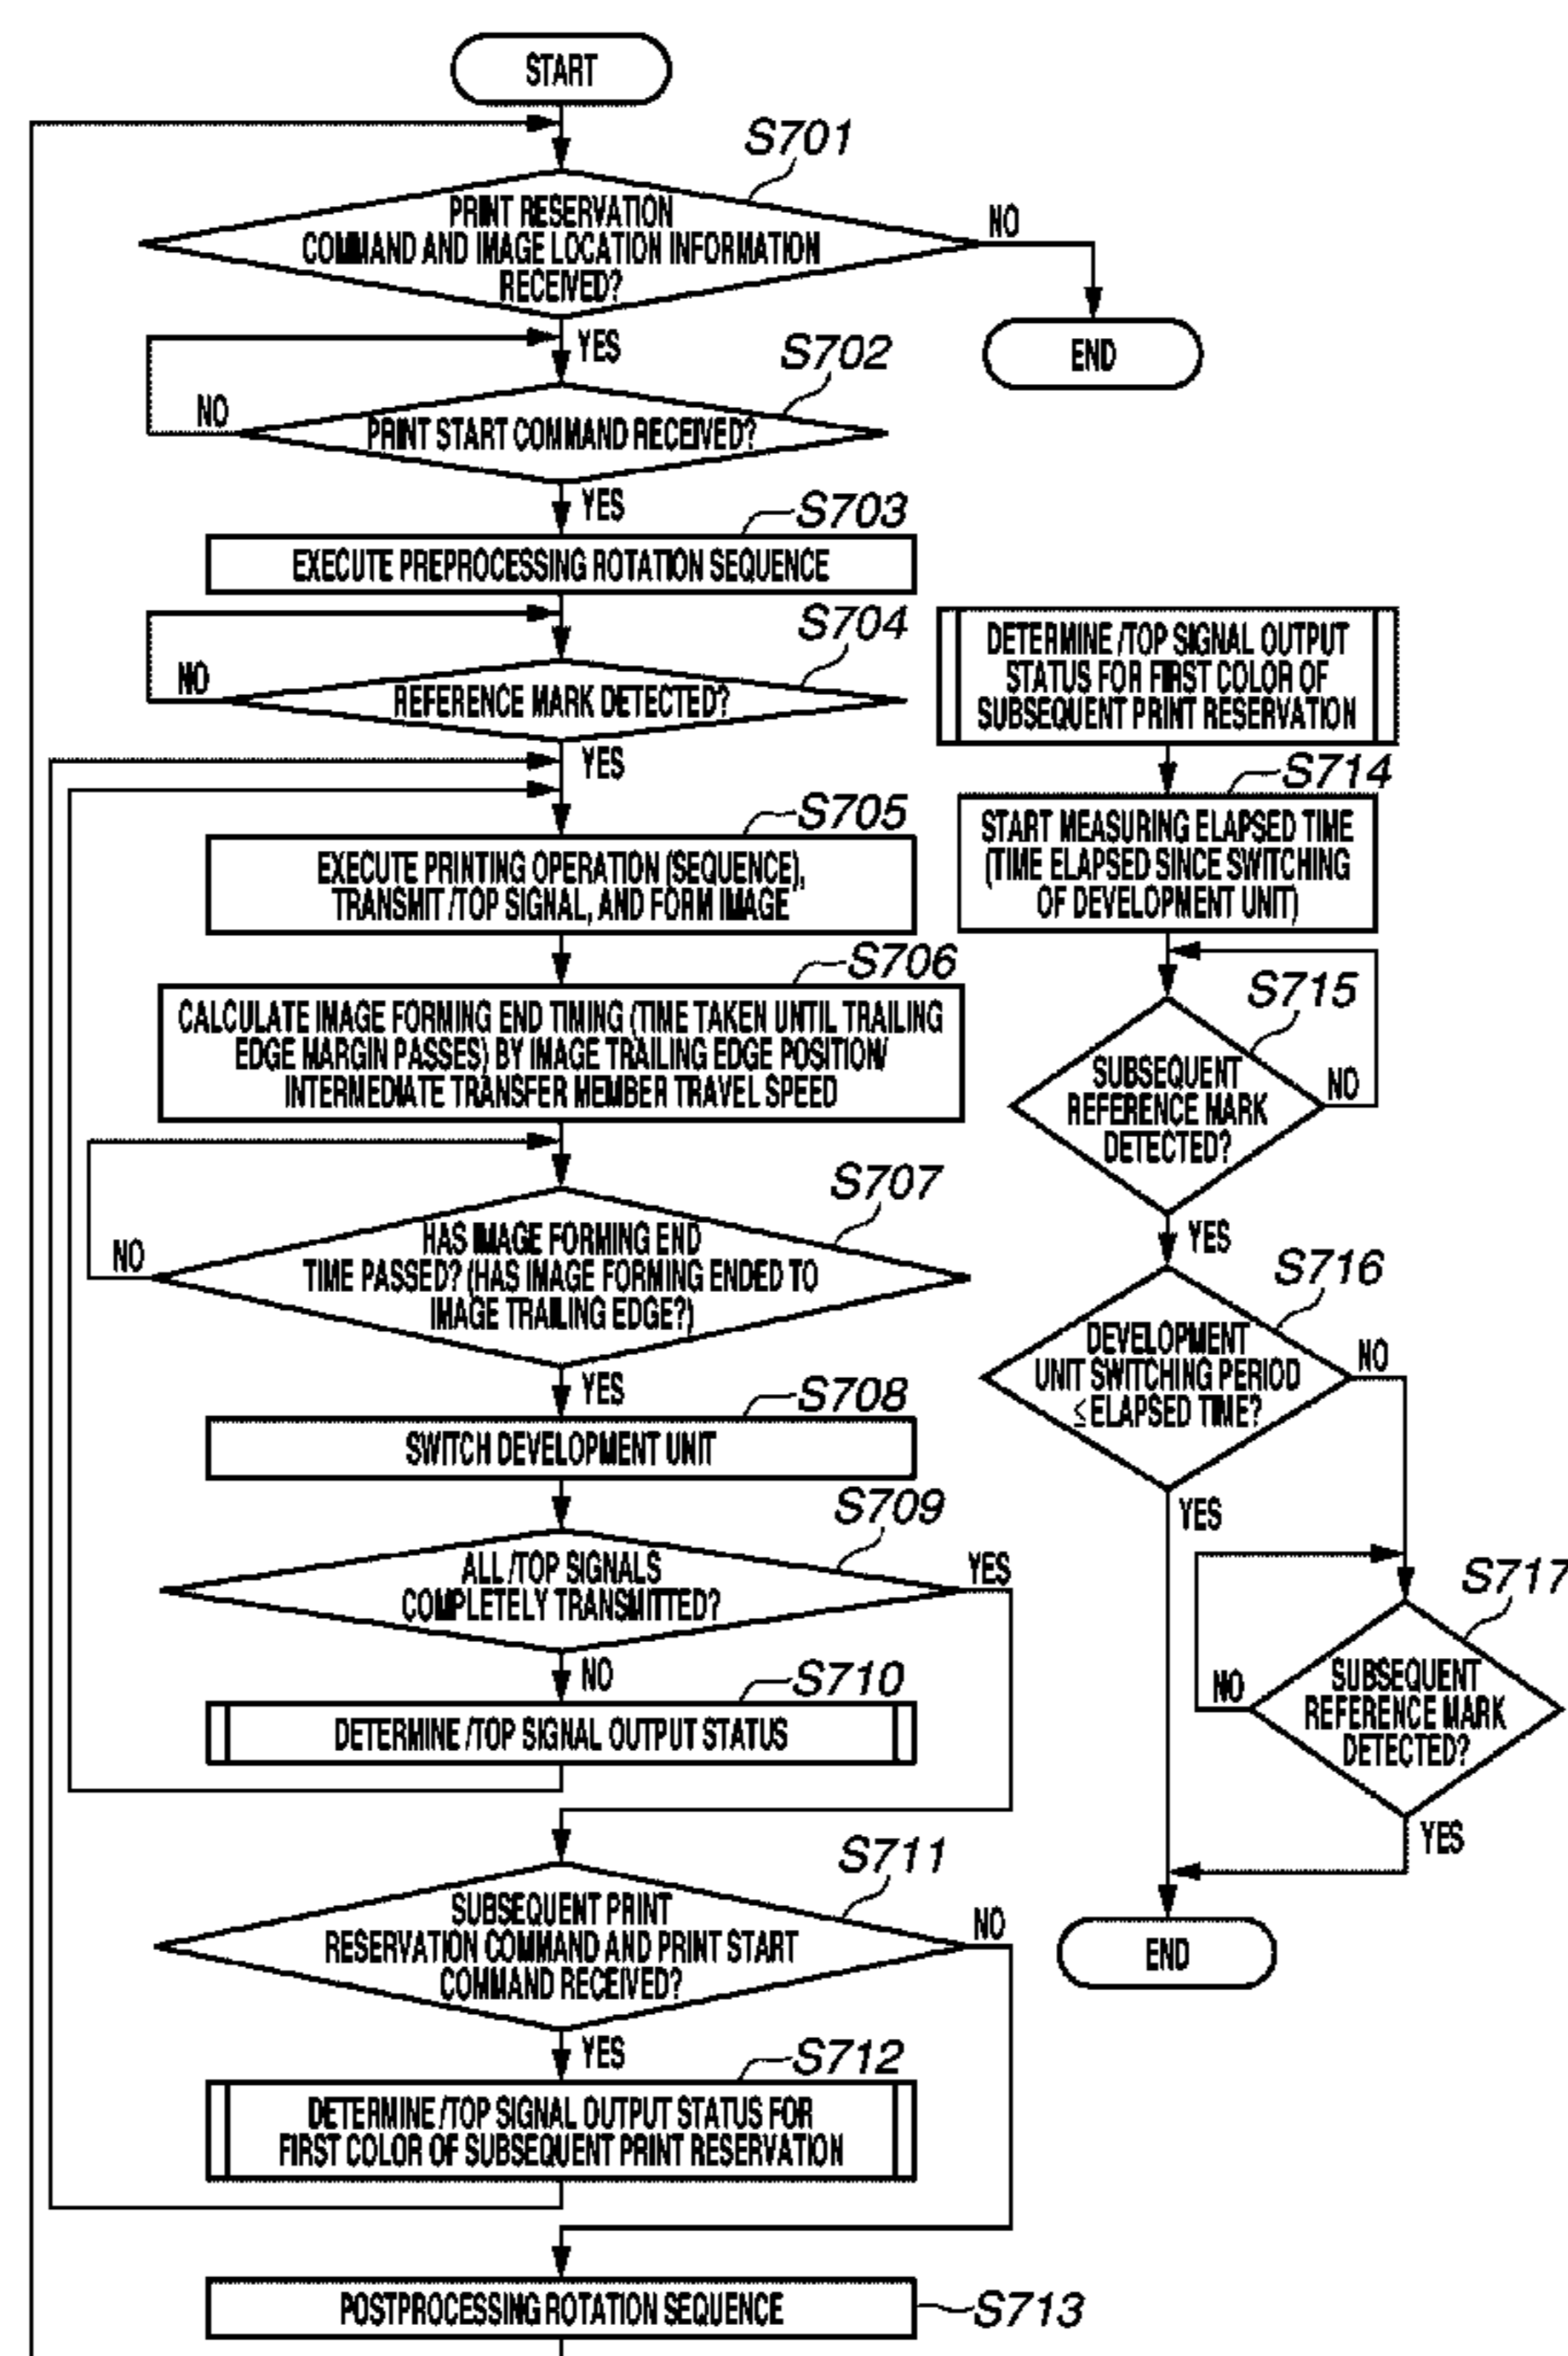 START
S701
PRINT RESERVATION
COMMAND AND IMAGE LOCATION INFORMATION
RECEIVED?
NO
END
YES
S702
PRINT START COMMAND RECEIVED?
NO
YES
S703
EXECUTE PREPROCESSING ROTATION SEQUENCE
S704
REFERENCE MARK DETECTED?
NO
YES
S705
EXECUTE PRINTING OPERATION (SEQUENCE),
TRANSMIT /TOP SIGNAL, AND FORM IMAGE
S706
CALCULATE IMAGE FORMING END TIMING (TIME TAKEN UNTIL TRAILING
EDGE MARGIN PASSES) BY IMAGE TRAILING EDGE POSITION/
INTERMEDIATE TRANSFER MEMBER TRAVEL SPEED
S707
HAS IMAGE FORMING END
TIME PASSED? (HAS IMAGE FORMING ENDED TO
IMAGE TRAILING EDGE?)
NO
YES
S708
SWITCH DEVELOPMENT UNIT
S709
ALL /TOP SIGNALS
COMPLETELY TRANSMITTED?
YES
NO
S710
DETERMINE /TOP SIGNAL OUTPUT STATUS
S711
SUBSEQUENT PRINT
RESERVATION COMMAND AND PRINT START
COMMAND RECEIVED?
NO
YES
S712
DETERMINE /TOP SIGNAL OUTPUT STATUS FOR
FIRST COLOR OF SUBSEQUENT PRINT RESERVATION
POSTPROCESSING ROTATION SEQUENCE
S713
DETERMINE /TOP SIGNAL OUTPUT
STATUS FOR FIRST COLOR OF
SUBSEQUENT PRINT RESERVATION
S714
START MEASURING ELAPSED TIME
(TIME ELAPSED SINCE SWITCHING
OF DEVELOPMENT UNIT)
S715
SUBSEQUENT
REFERENCE MARK
DETECTED?
NO
YES
S716
DEVELOPMENT
UNIT SWITCHING PERIOD
≤ELAPSED TIME?
NO
YES
S717
SUBSEQUENT
REFERENCE MARK
DETECTED?
NO
YES
END